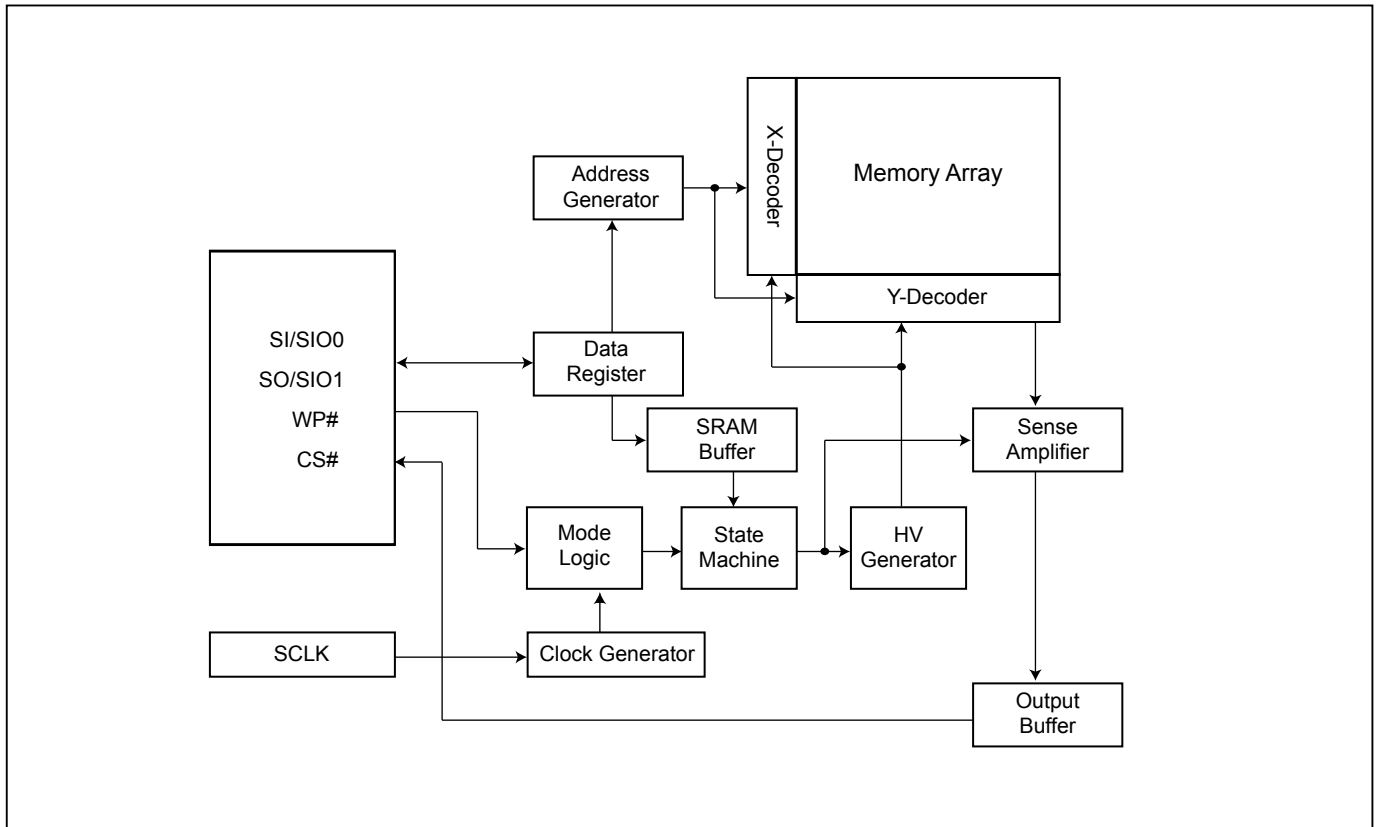 X-Decoder
Memory Array
Address
Generator
Y-Decoder
SI/SIO0
SO/SIO1
WP#
CS#
Data
Register
SRAM
Buffer
Sense
Amplifier
Mode
Logic
State
Machine
HV
Generator
SCLK
Clock Generator
Output
Buffer